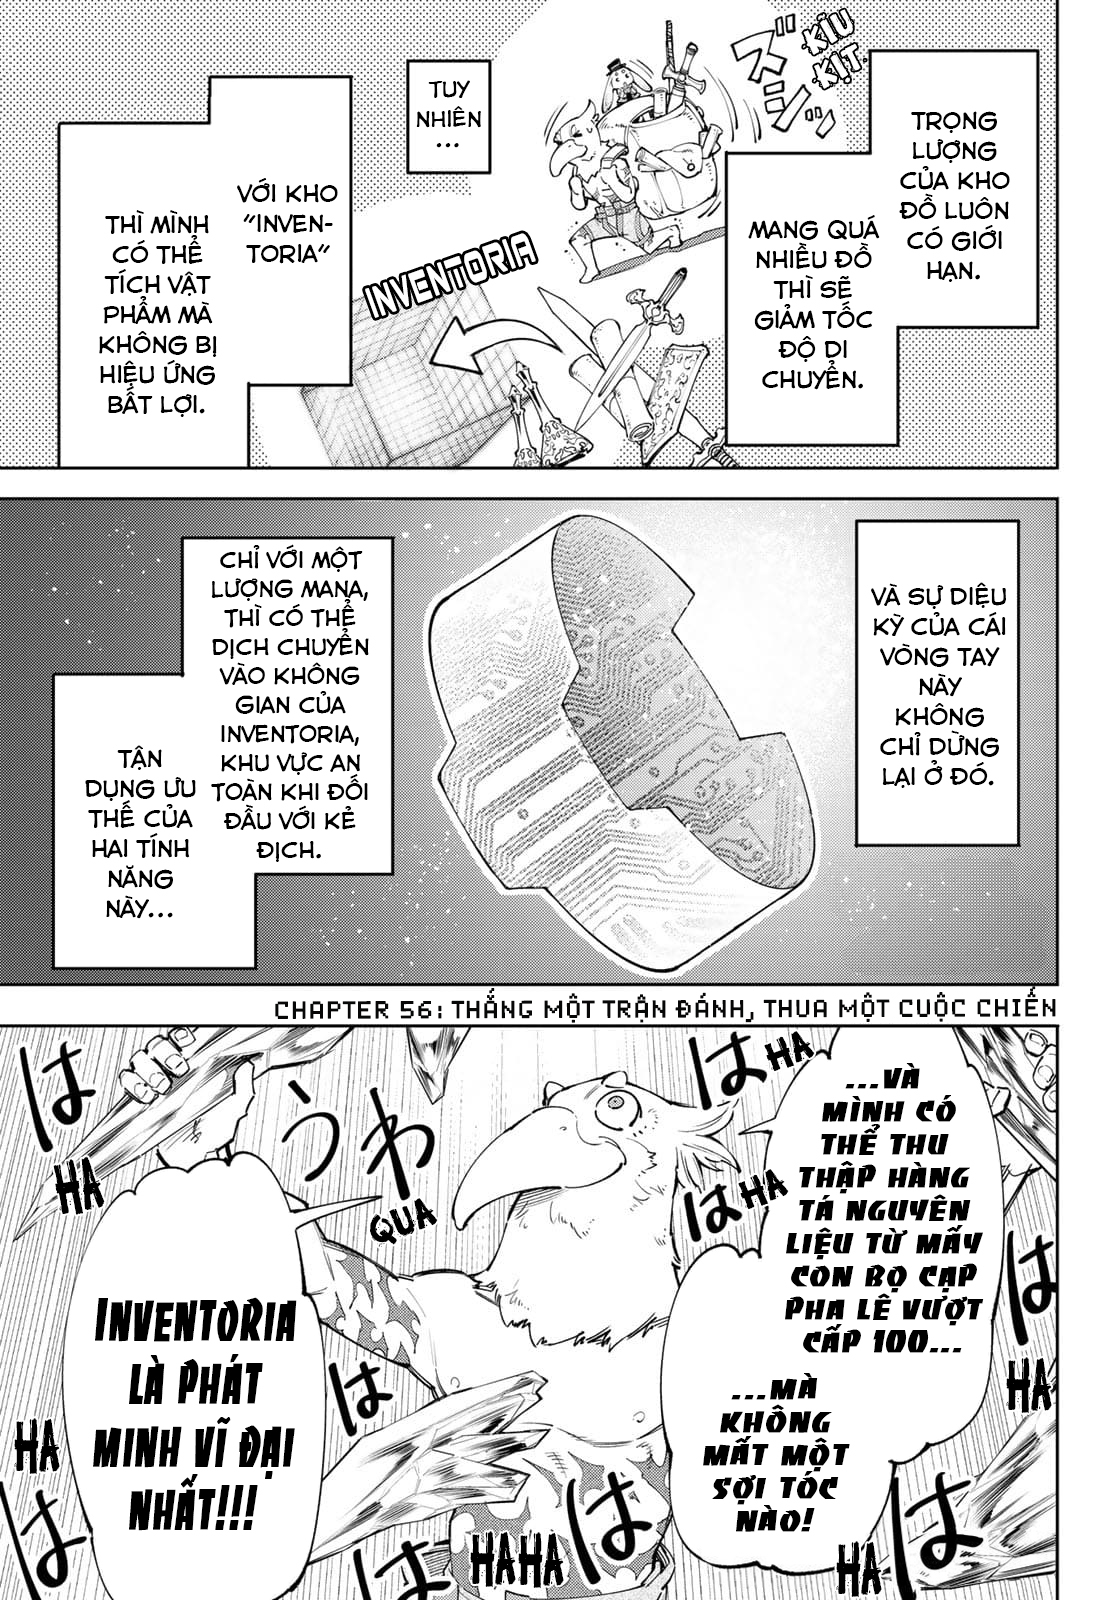 TRỌNG
LƯỢNG
CỦA KHO
ĐỒ LUÔN
CÓ GIỚI
HẠN.
MANG QUÁ
NHIỀU ĐỒ
THÌ SẼ
GIẢM TỐC
ĐỘ DI
CHUYỂN.
ズシッ
KÍU
KỊT
TUY
NHIÊN
...
INVENTORIA
VỚI KHO
“INVEN-
TORIA”
THÌ MÌNH
CÓ THỂ
TÍCH VẬT
PHẨM MÀ
KHÔNG BỊ
HIỆU ỨNG
BẤT LỢI.
VÀ SỰ DIỆU
KỲ CỦA CÁI
VÒNG TAY
NÀY
KHÔNG
CHỈ DỪNG
LẠI Ở ĐÓ.
CHỈ VỚI MỘT
LƯỢNG MANA,
THÌ CÓ THỂ
DỊCH CHUYỂN
VÀO KHÔNG
GIAN CỦA
INVENTORIA,
KHU VỰC AN
TOÀN KHI ĐỐI
ĐẦU VỚI KẺ
ĐỊCH.
TẬN
DỤNG ƯU
THẾ CỦA
HAI TÍNH
NĂNG
NÀY...
CHAPTER 56: THẮNG MỘT TRẬN ĐÁNH, THUA MỘT CUỘC CHIẾN
...VÀ
MÌNH CÓ
THỂ THU
THẬP HÀNG
TÁ NGUYÊN
LIỆU TỪ MẤY
CON BỌ CẠP
PHA LÊ VƯỢT
CẤP 100...
...MÀ
KHÔNG
MẤT MỘT
SỢI TÓC
NÀO!
は
HA
は
HA
うわ
QUA
は
HA
は
HA
は
は
HA
は
HAHA
は
は
は
INVENTORIA
LÀ PHÁT
MINH VĨ ĐẠI
NHẤT!!!